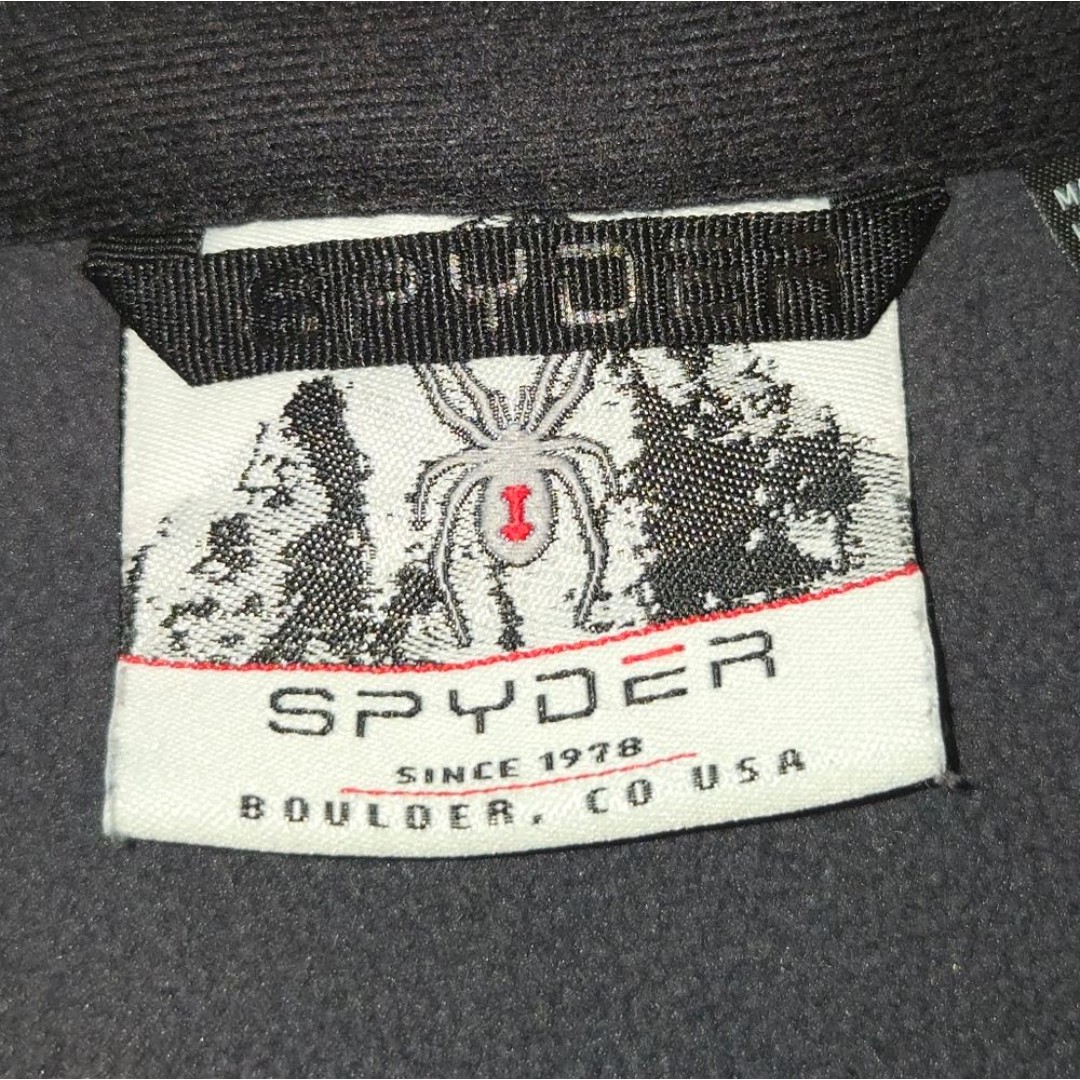 SPYDER
SPYDER
SINCE 1978
BOULDER, CO USA